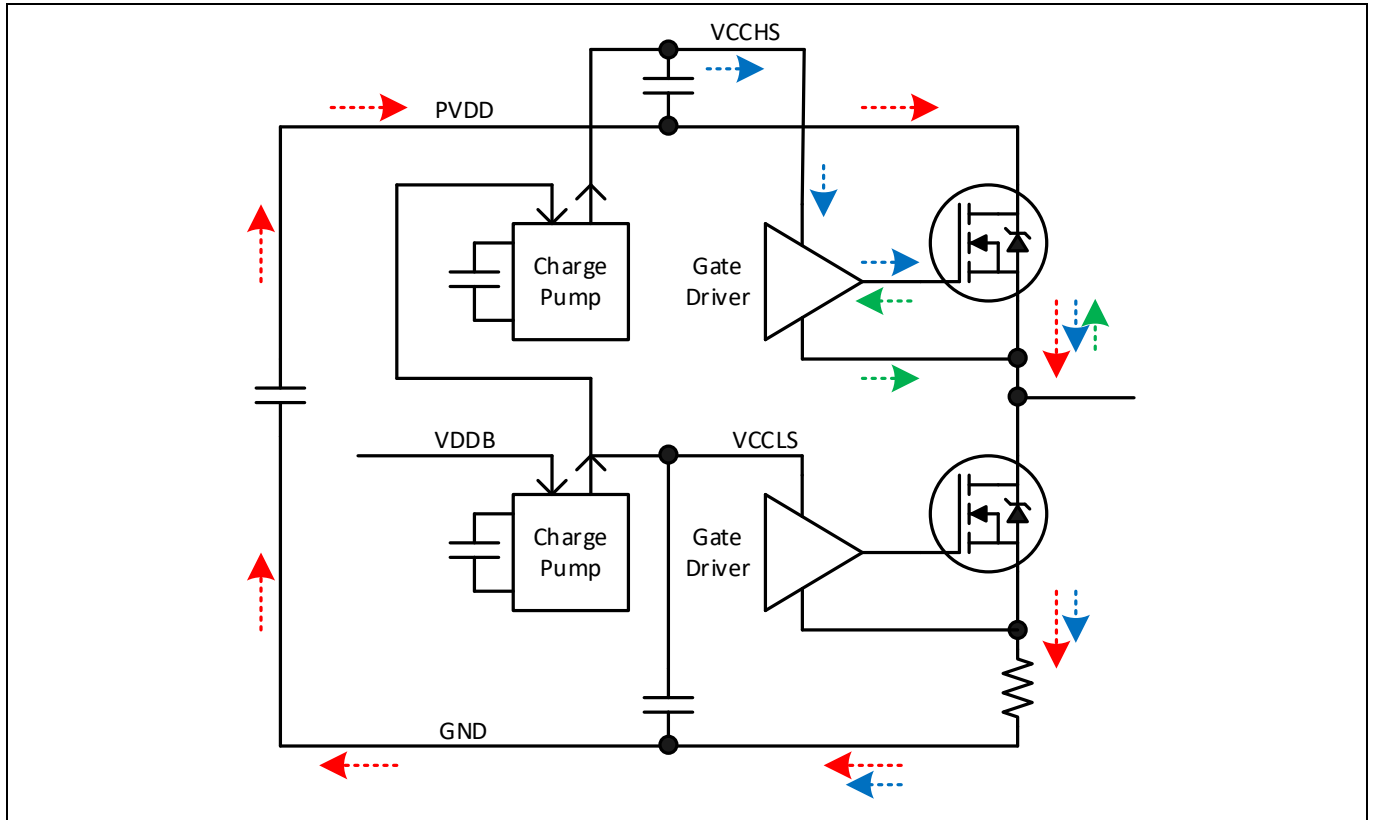 VCCHS
PVDD
Charge
Pump
Gate
Driver
VDDB
VCCLS
Charge
Pump
Gate
Driver
GND